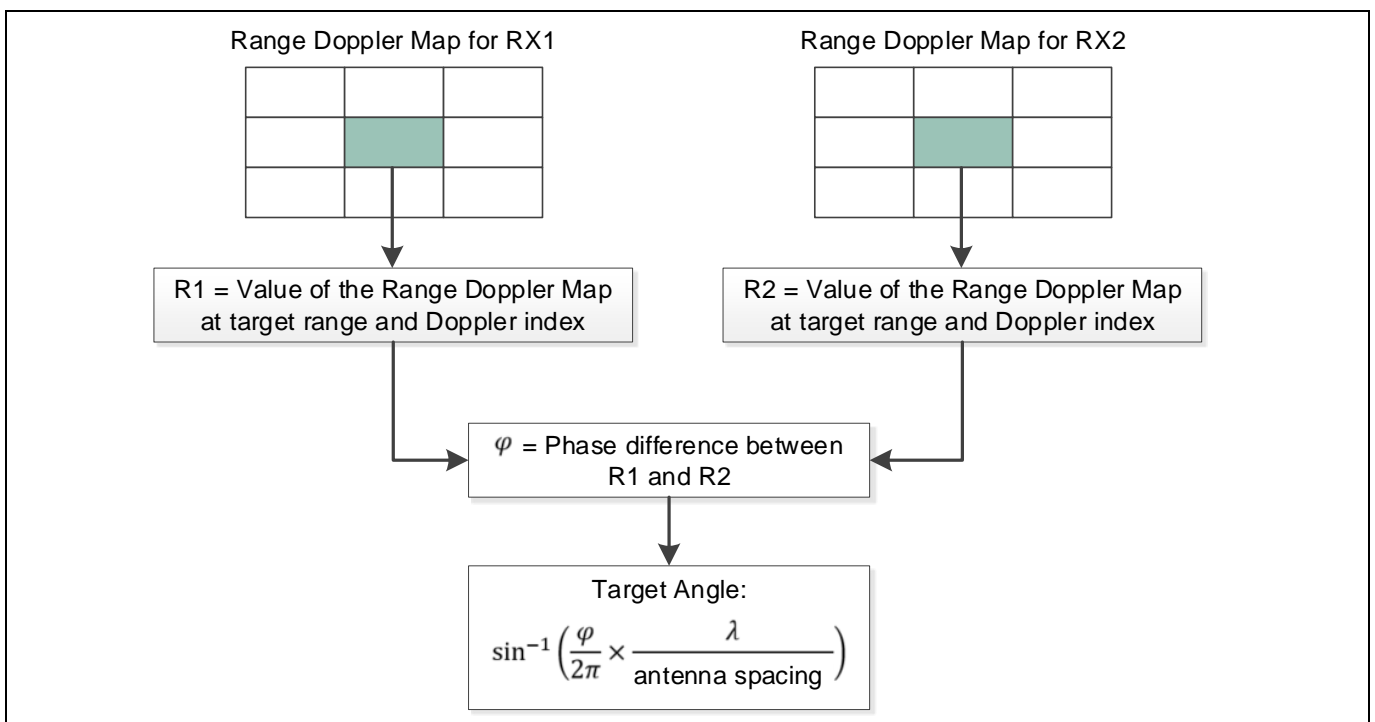 Range Doppler Map for RX1
Range Doppler Map for RX2
R1 = Value of the Range Doppler Map
at target range and Doppler index
R2 = Value of the Range Doppler Map
at target range and Doppler index
φ = Phase difference between
R1 and R2
Target Angle:
sin⁻¹(φ/2π × λ/antenna spacing)